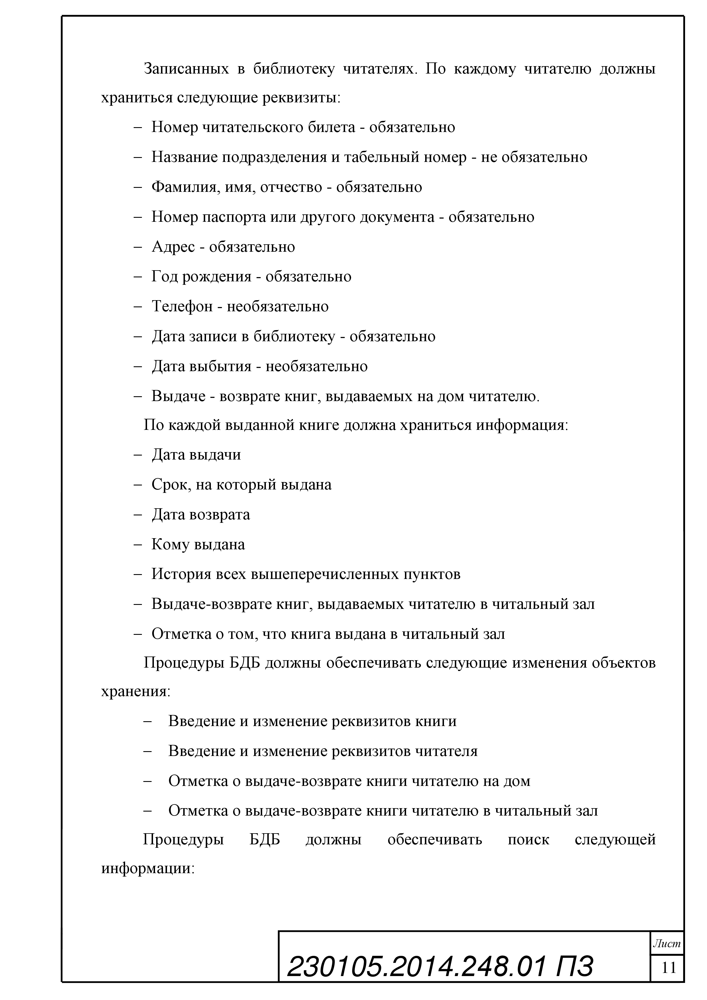 Записанных в библиотеку читателях. По каждому читателю должны
храниться следующие реквизиты:
– Номер читательского билета - обязательно
– Название подразделения и табельный номер - не обязательно
– Фамилия, имя, отчество - обязательно
– Номер паспорта или другого документа - обязательно
– Адрес - обязательно
– Год рождения - обязательно
– Телефон - необязательно
– Дата записи в библиотеку - обязательно
– Дата выбытия - необязательно
– Выдаче - возврате книг, выдаваемых на дом читателю.
По каждой выданной книге должна храниться информация:
– Дата выдачи
– Срок, на который выдана
– Дата возврата
– Кому выдана
– История всех вышеперечисленных пунктов
– Выдаче-возврате книг, выдаваемых читателю в читальный зал
– Отметка о том, что книга выдана в читальный зал
Процедуры БДБ должны обеспечивать следующие изменения объектов
хранения:
– Введение и изменение реквизитов книги
– Введение и изменение реквизитов читателя
– Отметка о выдаче-возврате книги читателю на дом
– Отметка о выдаче-возврате книги читателю в читальный зал
Процедуры БДБ должны обеспечивать поиск следующей
информации:
Лист
230105.2014.248.01 ПЗ
11